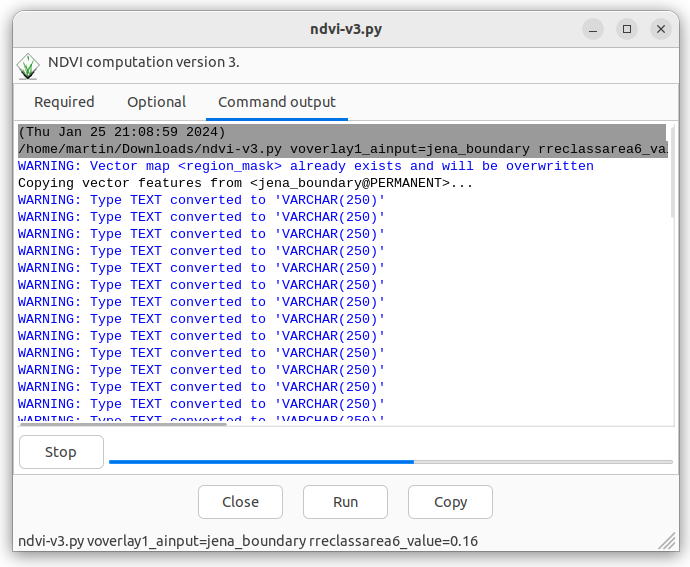 ndvi-v3.py
NDVI computation version 3.
Required Optional Command output
(Thu Jan 25 21:08:59 2024)
/home/martin/Downloads/ndvi-v3.py voverlay1_ainput=jena_boundary rreclassarea6_va
WARNING: Vector map <region_mask> already exists and will be overwritten
Copying vector features from <jena_boundary@PERMANENT>...
WARNING: Type TEXT converted to 'VARCHAR(250)'
WARNING: Type TEXT converted to 'VARCHAR(250)'
WARNING: Type TEXT converted to 'VARCHAR(250)'
WARNING: Type TEXT converted to 'VARCHAR(250)'
WARNING: Type TEXT converted to 'VARCHAR(250)'
WARNING: Type TEXT converted to 'VARCHAR(250)'
WARNING: Type TEXT converted to 'VARCHAR(250)'
WARNING: Type TEXT converted to 'VARCHAR(250)'
WARNING: Type TEXT converted to 'VARCHAR(250)'
WARNING: Type TEXT converted to 'VARCHAR(250)'
WARNING: Type TEXT converted to 'VARCHAR(250)'
WARNING: Type TEXT converted to 'VARCHAR(250)'
WARNING: Type TEXT converted to 'VARCHAR(250)'
WARNING: Type TEXT converted to 'VARCHAR(250)'
Stop
Close Run Copy
ndvi-v3.py voverlay1_ainput=jena_boundary rreclassarea6_value=0.16